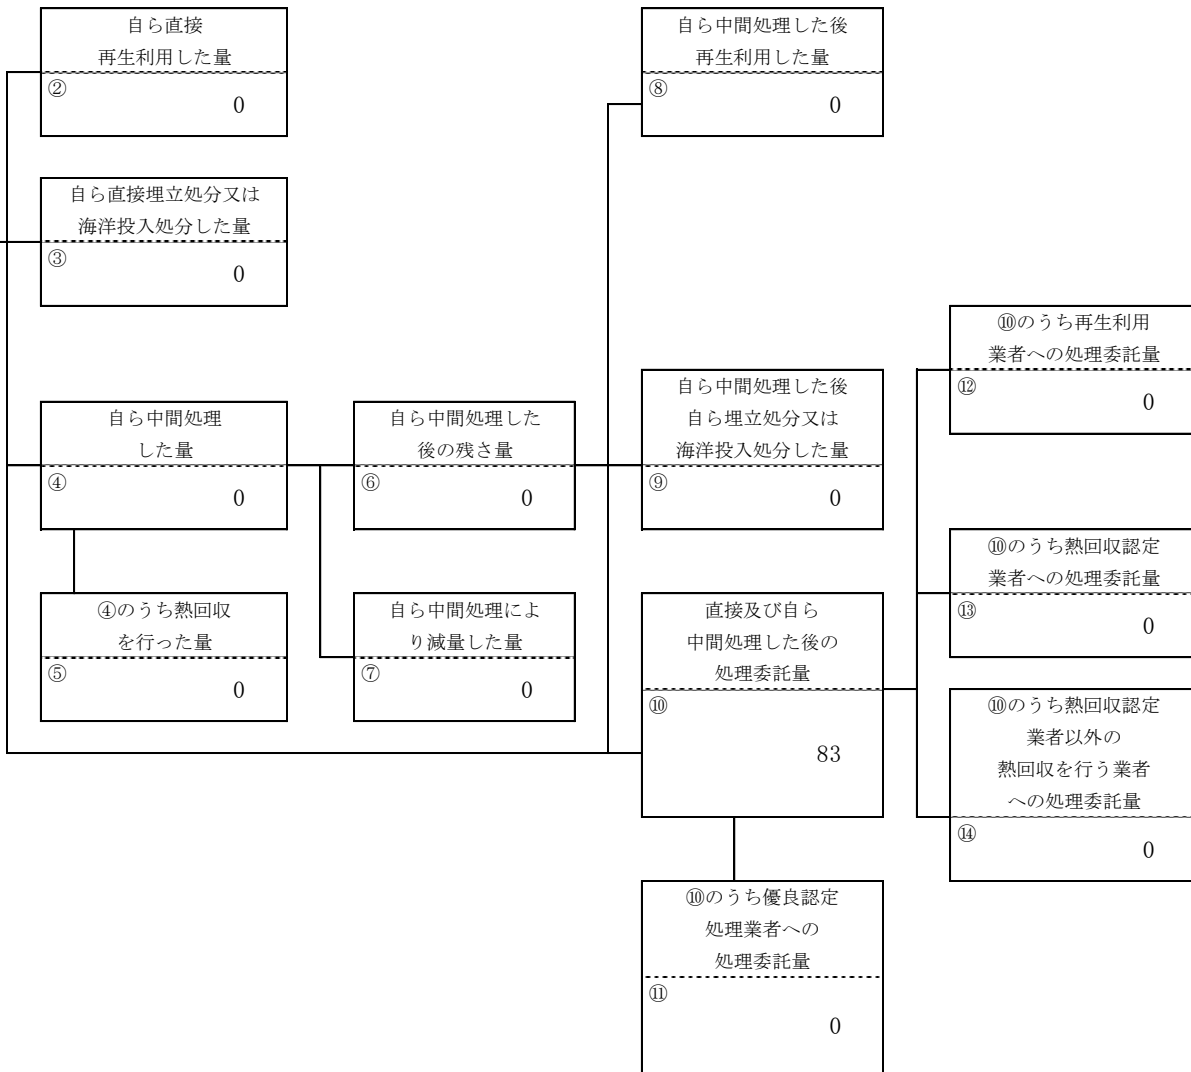 自ら直接
再生利用した量
②
0
自ら中間処理した後
再生利用した量
⑧
0
自ら直接埋立処分又は
海洋投入処分した量
③
0
⑩のうち再生利用
業者への処理委託量
⑫
0
自ら中間処理
した量
④
0
自ら中間処理した
後の残さ量
⑥
0
自ら中間処理した後
自ら埋立処分又は
海洋投入処分した量
⑨
0
⑩のうち熱回収認定
業者への処理委託量
⑬
0
④のうち熱回収
を行った量
⑤
0
自ら中間処理によ
り減量した量
⑦
0
直接及び自ら
中間処理した後の
処理委託量
⑩
83
⑩のうち熱回収認定
業者以外の
熱回収を行う業者
への処理委託量
⑭
0
⑩のうち優良認定
処理業者への
処理委託量
⑪
0